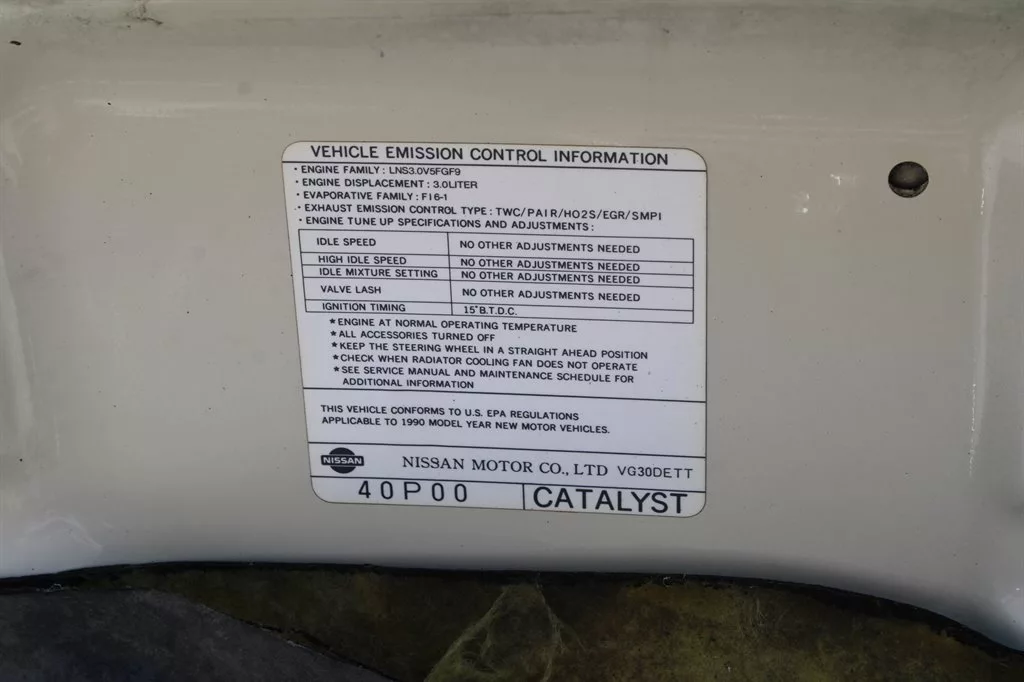 VEHICLE EMISSION CONTROL INFORMATION
· ENGINE FAMILY : LNS3.0V5FGF9
· ENGINE DISPLACEMENT : 3.0LITER
· EVAPORATIVE FAMILY : F16-1
· EXHAUST EMISSION CONTROL TYPE : TWC/PAIR/HO2S/EGR/SMPI
· ENGINE TUNE UP SPECIFICATIONS AND ADJUSTMENTS :
IDLE SPEED NO OTHER ADJUSTMENTS NEEDED
HIGH IDLE SPEED NO OTHER ADJUSTMENTS NEEDED
IDLE MIXTURE SETTING NO OTHER ADJUSTMENTS NEEDED
VALVE LASH NO OTHER ADJUSTMENTS NEEDED
IGNITION TIMING 15° B.T.D.C.
*ENGINE AT NORMAL OPERATING TEMPERATURE
*ALL ACCESSORIES TURNED OFF
*KEEP THE STEERING WHEEL IN A STRAIGHT AHEAD POSITION
*CHECK WHEN RADIATOR COOLING FAN DOES NOT OPERATE
*SEE SERVICE MANUAL AND MAINTENANCE SCHEDULE FOR
ADDITIONAL INFORMATION
THIS VEHICLE CONFORMS TO U.S. EPA REGULATIONS
APPLICABLE TO 1990 MODEL YEAR NEW MOTOR VEHICLES.
NISSAN NISSAN MOTOR CO., LTD VG30DETT
40P00 CATALYST